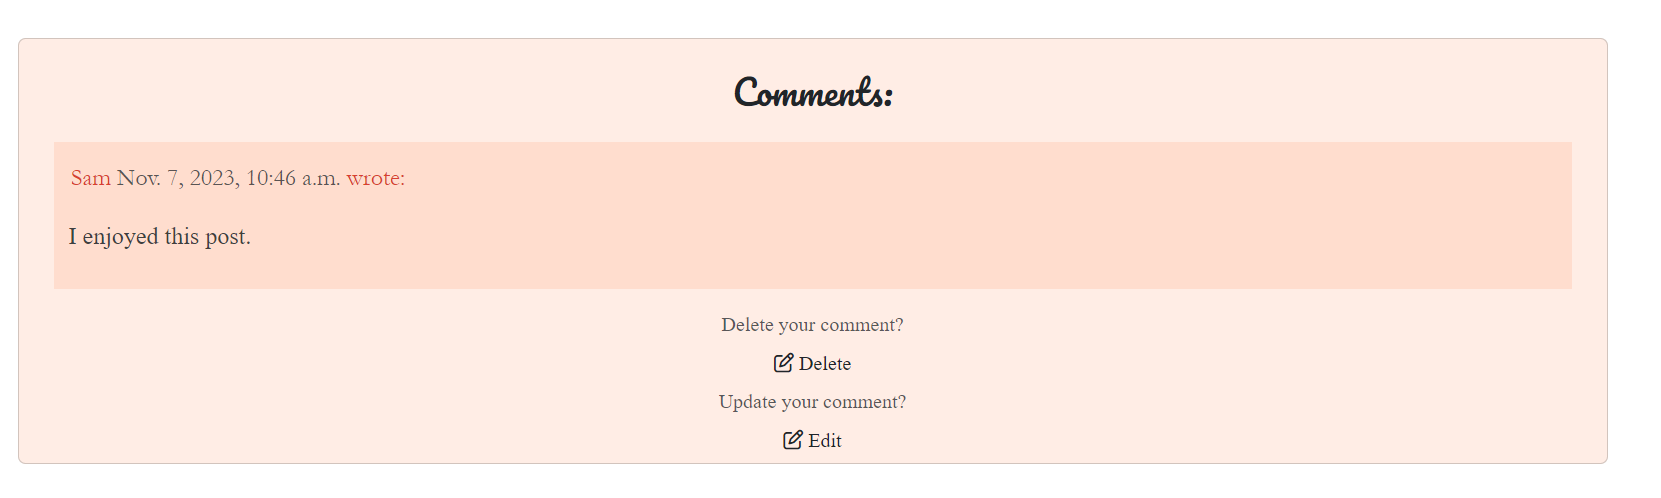 Comments:
Sam Nov. 7, 2023, 10:46 a.m. wrote:
I enjoyed this post.
Delete your comment?
Delete
Update your comment?
Edit